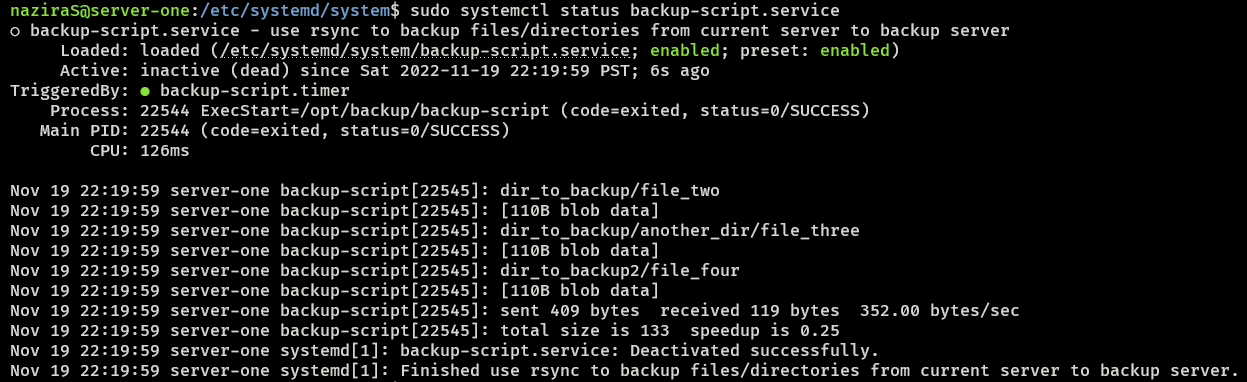 naziraS@server-one:/etc/systemd/system$ sudo systemctl status backup-script.service
○ backup-script.service - use rsync to backup files/directories from current server to backup server
     Loaded: loaded (/etc/systemd/system/backup-script.service; enabled; preset: enabled)
     Active: inactive (dead) since Sat 2022-11-19 22:19:59 PST; 6s ago
TriggeredBy: ● backup-script.timer
    Process: 22544 ExecStart=/opt/backup/backup-script (code=exited, status=0/SUCCESS)
   Main PID: 22544 (code=exited, status=0/SUCCESS)
        CPU: 126ms

Nov 19 22:19:59 server-one backup-script[22545]: dir_to_backup/file_two
Nov 19 22:19:59 server-one backup-script[22545]: [110B blob data]
Nov 19 22:19:59 server-one backup-script[22545]: dir_to_backup/another_dir/file_three
Nov 19 22:19:59 server-one backup-script[22545]: [110B blob data]
Nov 19 22:19:59 server-one backup-script[22545]: dir_to_backup2/file_four
Nov 19 22:19:59 server-one backup-script[22545]: [110B blob data]
Nov 19 22:19:59 server-one backup-script[22545]: sent 409 bytes  received 119 bytes  352.00 bytes/sec
Nov 19 22:19:59 server-one backup-script[22545]: total size is 133  speedup is 0.25
Nov 19 22:19:59 server-one systemd[1]: backup-script.service: Deactivated successfully.
Nov 19 22:19:59 server-one systemd[1]: Finished use rsync to backup files/directories from current server to backup server.